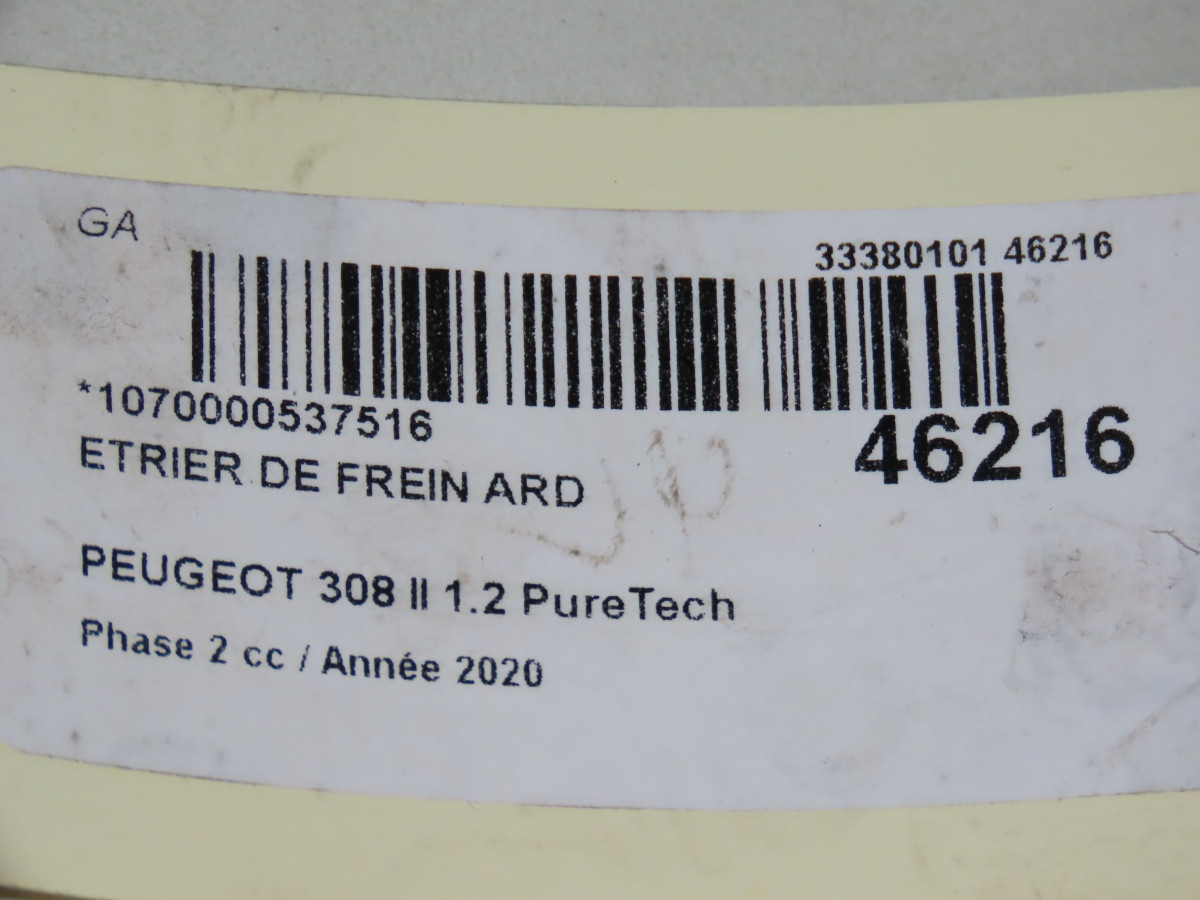 GA
33380101 46216
*1070000537516
46216
ETRIER DE FREIN ARD
PEUGEOT 308 II 1.2 PureTech
Phase 2 cc / Année 2020